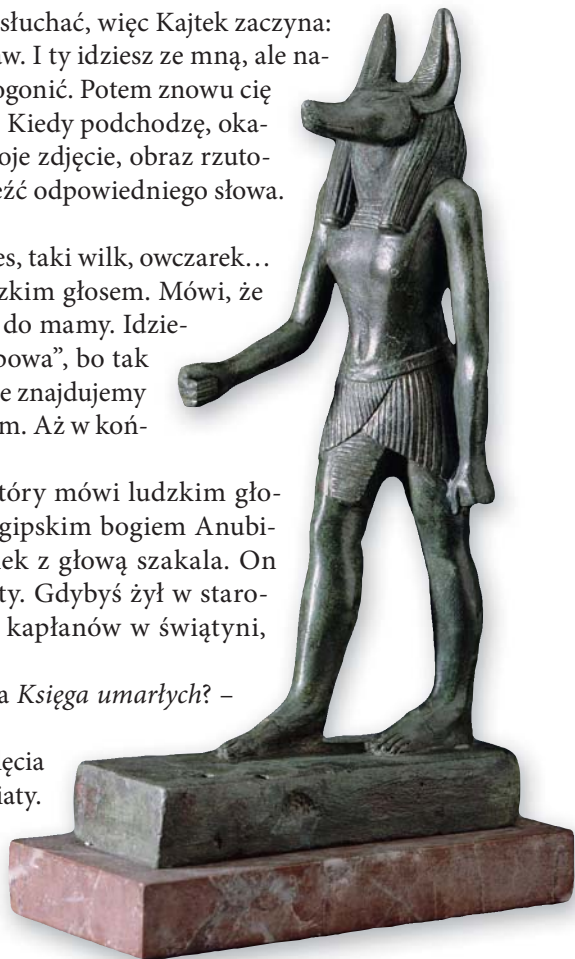 słuchać, więc Kajtek zaczyna:
aw. I ty idziesz ze mną, ale na-
ogonić. Potem znowu cię
Kiedy podchodzę, oka-
oje zdjęcie, obraz rzuto-
eźć odpowiedniego słowa.
es, taki wilk, owczarek…
zkim głosem. Mówi, że
do mamy. Idzie-
powa”, bo tak
e znajdujemy
m. Aż w koń-
tóry mówi ludzkim gło-
gipskim bogiem Anubi-
ek z głową szakala. On
ty. Gdybyś żył w staro-
kapłanów w świątyni,
a Księga umarłych? –
ęcia
iaty.